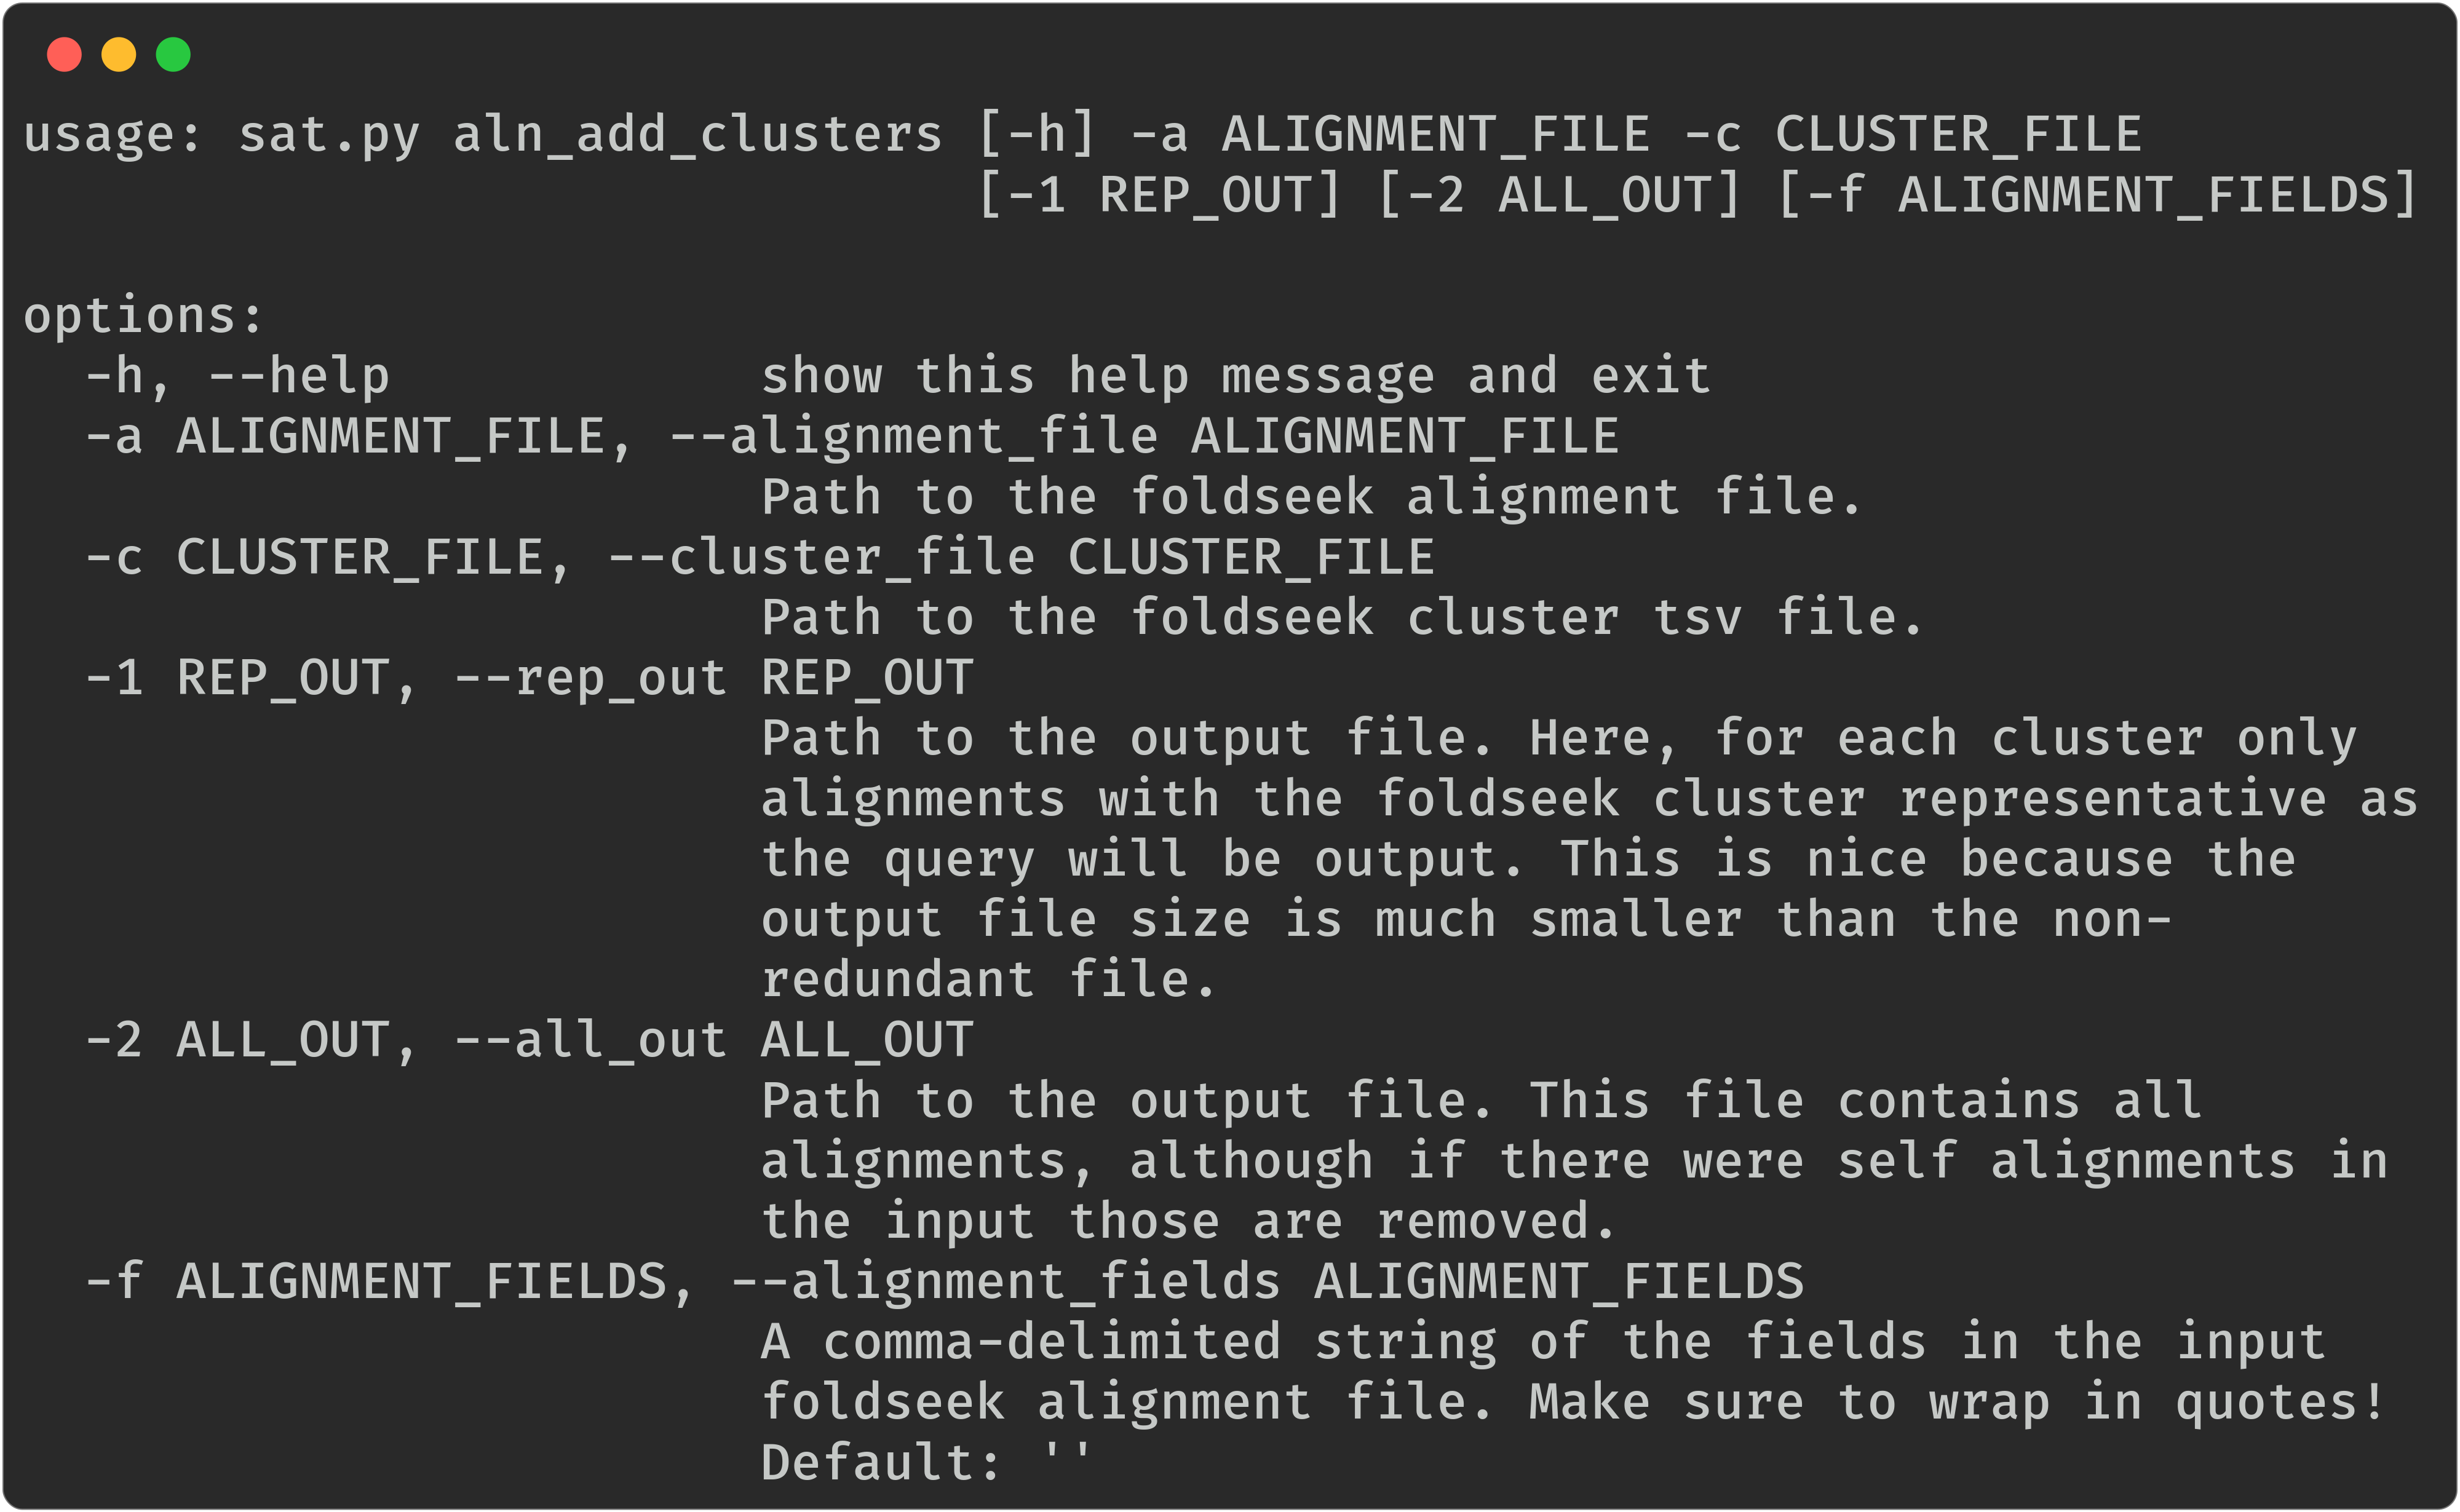 usage: sat.py aln_add_clusters [-h] -a ALIGNMENT_FILE -c CLUSTER_FILE
[-1 REP_OUT] [-2 ALL_OUT] [-f ALIGNMENT_FIELDS]
options:
-h, --help show this help message and exit
-a ALIGNMENT_FILE, --alignment_file ALIGNMENT_FILE
Path to the foldseek alignment file.
-c CLUSTER_FILE, --cluster_file CLUSTER_FILE
Path to the foldseek cluster tsv file.
-1 REP_OUT, --rep_out REP_OUT
Path to the output file. Here, for each cluster only
alignments with the foldseek cluster representative as
the query will be output. This is nice because the
output file size is much smaller than the non-
redundant file.
-2 ALL_OUT, --all_out ALL_OUT
Path to the output file. This file contains all
alignments, although if there were self alignments in
the input those are removed.
-f ALIGNMENT_FIELDS, --alignment_fields ALIGNMENT_FIELDS
A comma-delimited string of the fields in the input
foldseek alignment file. Make sure to wrap in quotes!
Default: ''